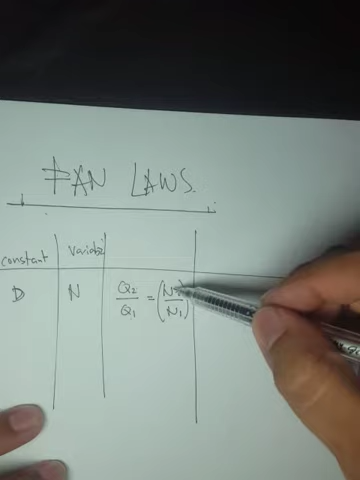 FAN LAWS
constant variable
D N Q2/Q1 = (N2/N1)